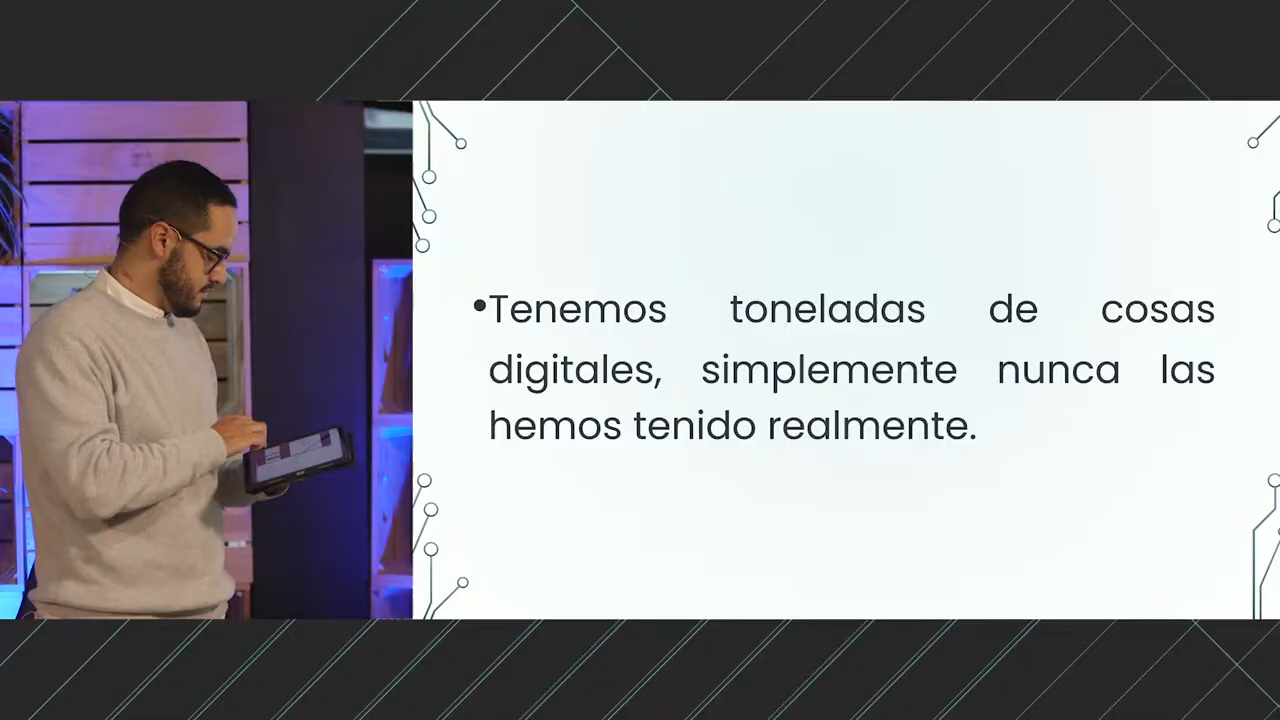 •Tenemos toneladas de cosas
digitales, simplemente nunca las
hemos tenido realmente.